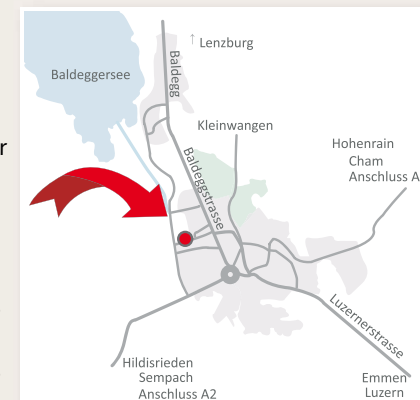 ↑ Lenzburg
Baldegg
Baldeggersee
Kleinwangen
r
Hohenrain
Cham
Anschluss A
Baldeggstrasse
Luzernerstrasse
Hildisrieden
Sempach
Anschluss A2
Emmen
Luzern